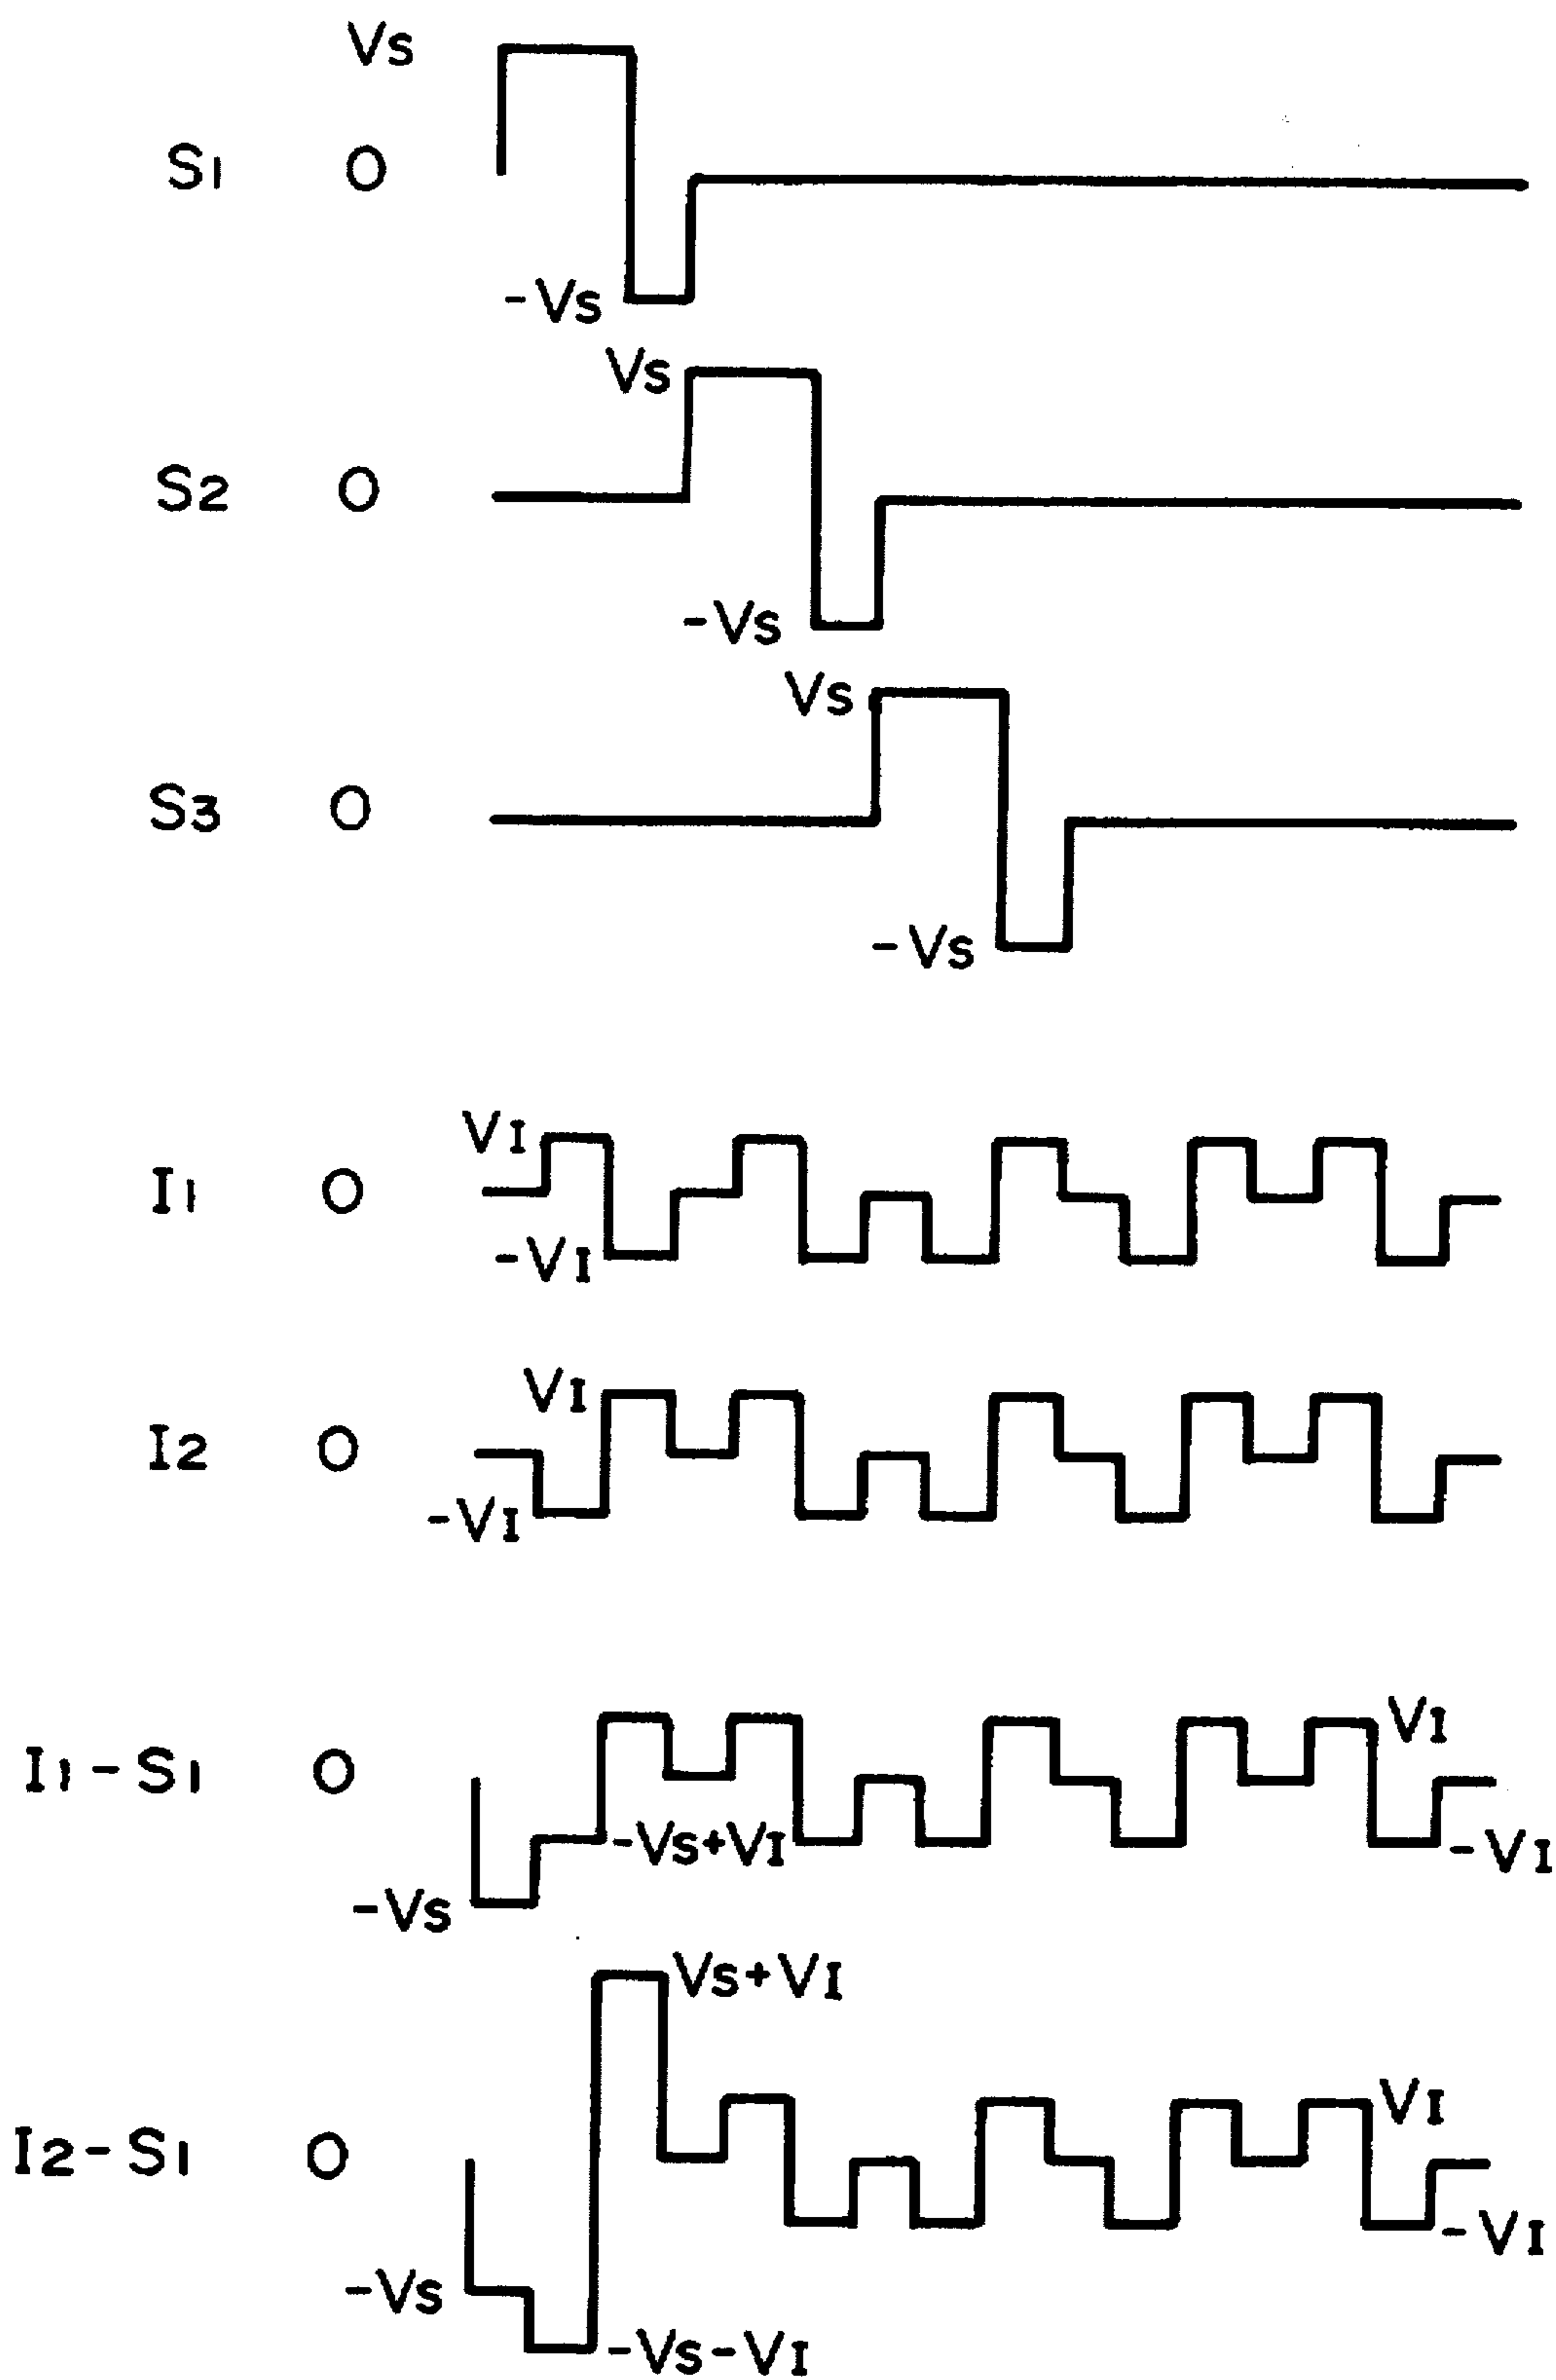 Vs
S1 O
-Vs
Vs
S2 O
-Vs
Vs
S3 O
-Vs
VI
I1 O
-VI
VI
I2 O
-VI
VI
I1-S1 O
-Vs+VI
-VI
-Vs
Vs+VI
VI
I2-S1 O
-VI
-Vs
-Vs-VI